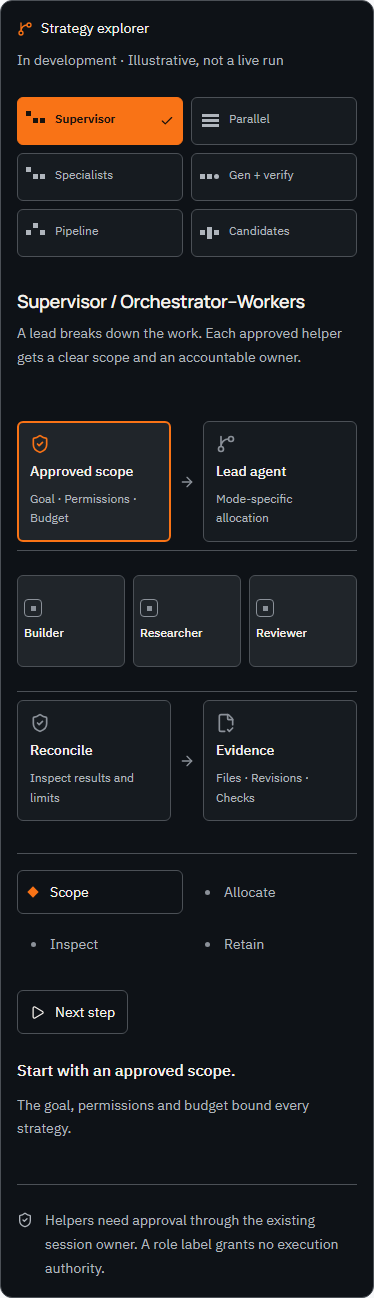 Strategy explorer
In development · Illustrative, not a live run
Supervisor
Parallel
Specialists
Gen + verify
Pipeline
Candidates
Supervisor / Orchestrator–Workers
A lead breaks down the work. Each approved helper
gets a clear scope and an accountable owner.
Approved scope
Goal · Permissions ·
Budget
Lead agent
Mode-specific
allocation
Builder
Researcher
Reviewer
Reconcile
Inspect results and
limits
Evidence
Files · Revisions ·
Checks
Scope
Allocate
Inspect
Retain
Next step
Start with an approved scope.
The goal, permissions and budget bound every
strategy.
Helpers need approval through the existing
session owner. A role label grants no execution
authority.